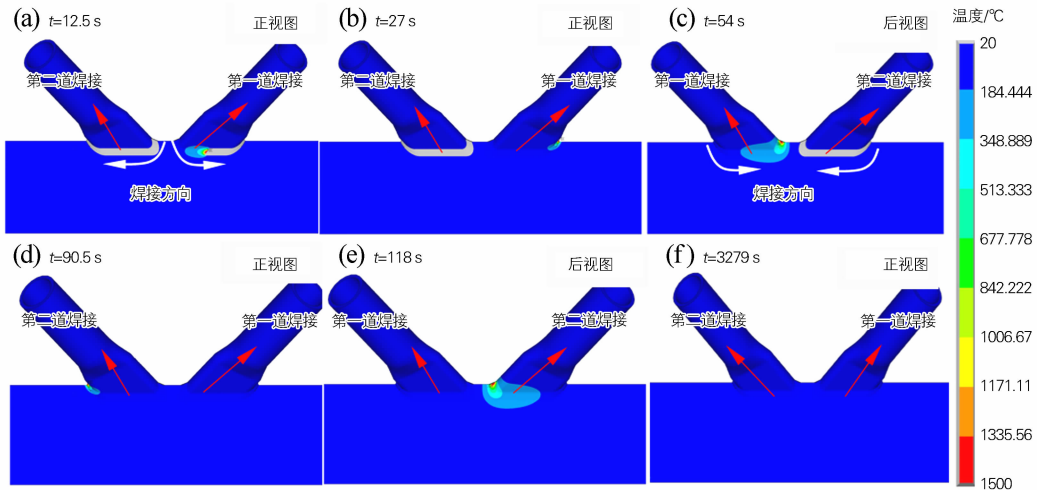 (a) t=12.5 s 正视图
第二道焊接 第一道焊接
焊接方向
(b) t=27 s 正视图
第二道焊接 第一道焊接
(c) t=54 s 后视图
第一道焊接 第二道焊接
焊接方向
(d) t=90.5 s 正视图
第二道焊接 第一道焊接
(e) t=118 s 后视图
第一道焊接 第二道焊接
(f) t=3279 s 正视图
第二道焊接 第一道焊接
温度/℃
20
184.444
348.889
513.333
677.778
842.222
1006.67
1171.11
1335.56
1500